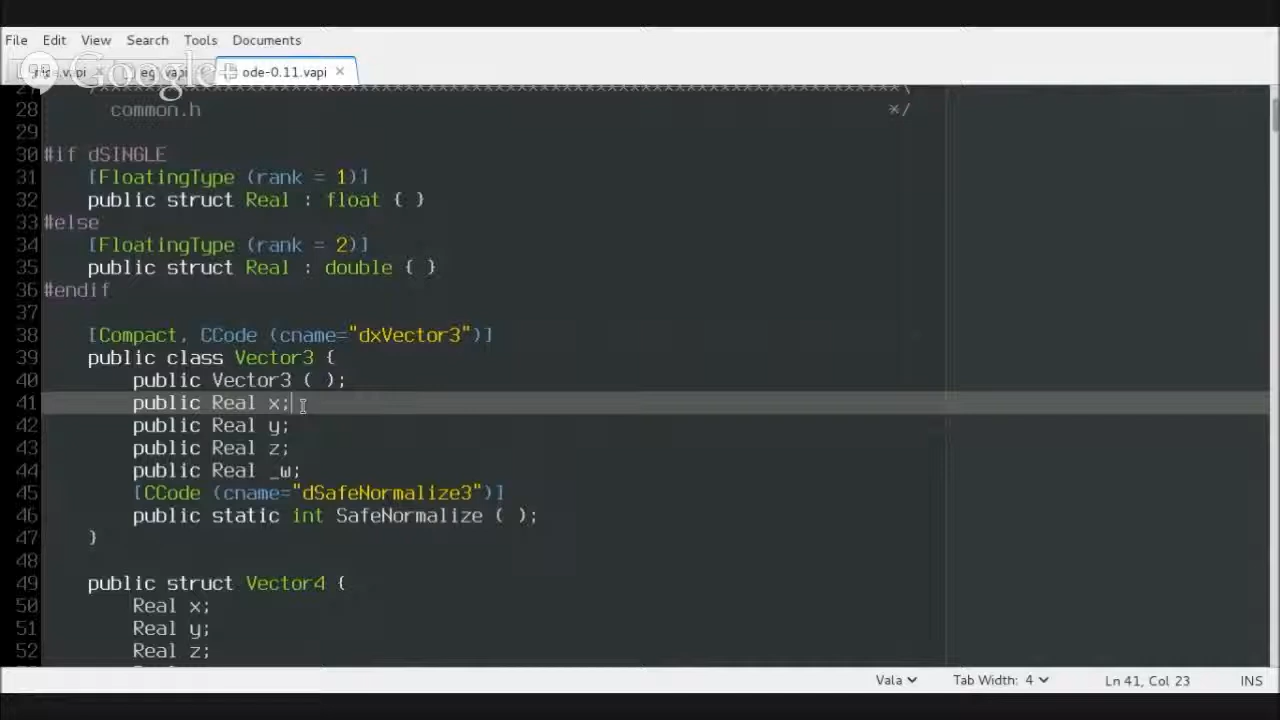 File Edit View Search Tools Documents
Google+ ode-0.11.vapi ×
27
28 common.h */
29
30 #if dSINGLE
31 [FloatingType (rank = 1)]
32 public struct Real : float { }
33 #else
34 [FloatingType (rank = 2)]
35 public struct Real : double { }
36 #endif
37
38 [Compact, CCode (cname="dxVector3")]
39 public class Vector3 {
40 public Vector3 ( );
41 public Real x;
42 public Real y;
43 public Real z;
44 public Real _w;
45 [CCode (cname="dSafeNormalize3")]
46 public static int SafeNormalize ( );
47 }
48
49 public struct Vector4 {
50 Real x;
51 Real y;
52 Real z;
Vala Tab Width: 4 Ln 41, Col 23 INS